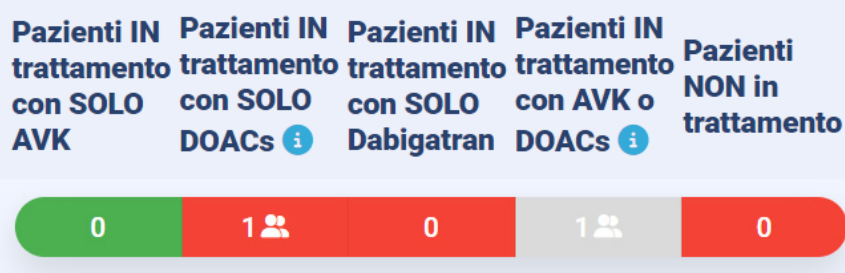 Pazienti IN
trattamento
con SOLO
AVK
Pazienti IN
trattamento
con SOLO
DOACs
Pazienti IN
trattamento
con SOLO
Dabigatran
Pazienti IN
trattamento
con AVK o
DOACs
Pazienti
NON in
trattamento
0
1
0
1
0